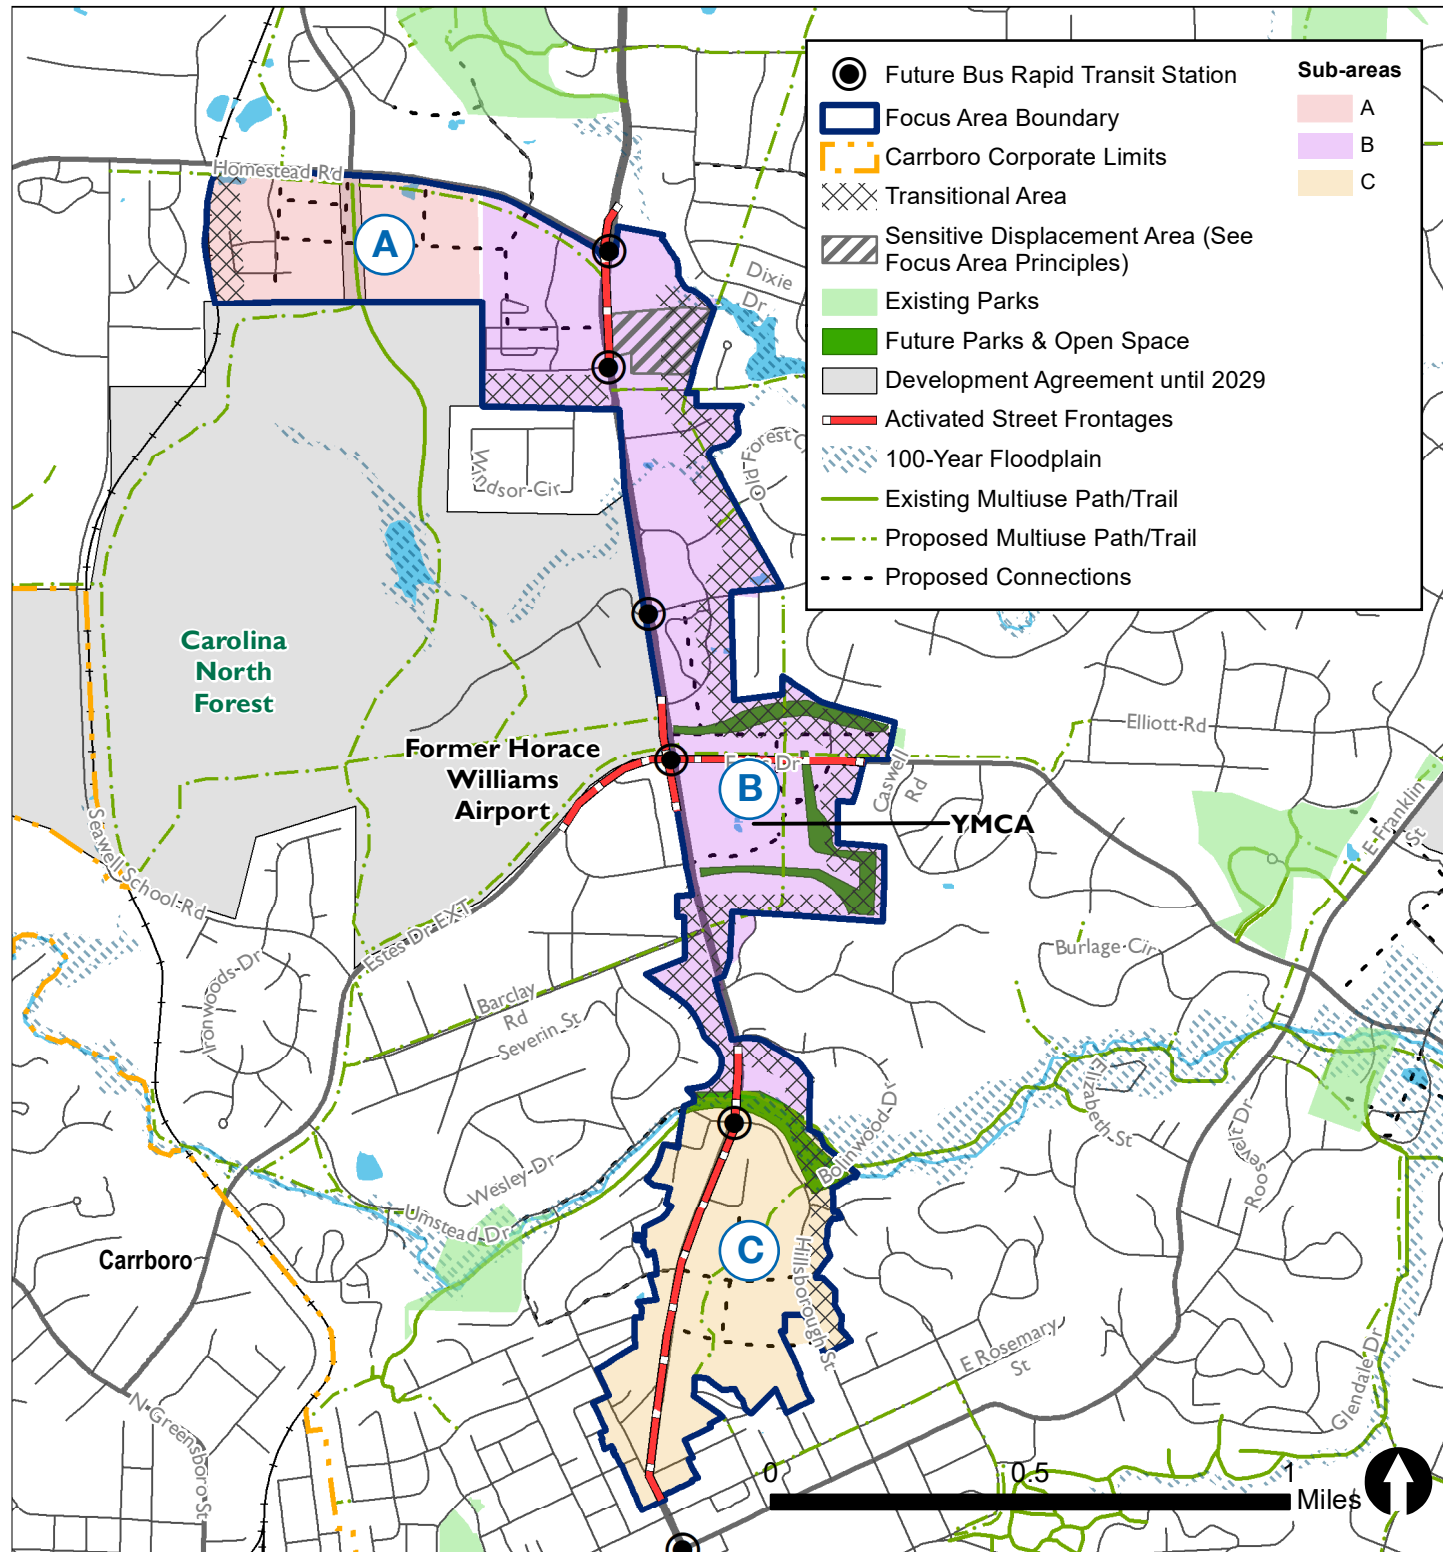 Future Bus Rapid Transit Station
Focus Area Boundary
Carrboro Corporate Limits
Transitional Area
Sensitive Displacement Area (See
Focus Area Principles)
Existing Parks
Future Parks & Open Space
Development Agreement until 2029
Activated Street Frontages
100-Year Floodplain
Existing Multiuse Path/Trail
Proposed Multiuse Path/Trail
Proposed Connections
Sub-areas
A
B
C
Homestead Rd
A
Dixie
Dr
Windsor Cir
Old Forest
Carolina
North
Forest
Former Horace
Williams
Airport
Elliott Rd
Estes Dr
B
Caswell
Rd
YMCA
E Franklin
St
Seawell School Rd
Estes Dr EXT
Ironwoods Dr
Barclay
Rd
Severin St
Burlage Cir
Elizabeth St
Roosevelt Dr
Bolinwood Dr
Wesley Dr
Umstead Dr
Carrboro
C
Hillsborough St
E Rosemary
St
Glendale Dr
N Greensboro St
0
0.5
1
Miles